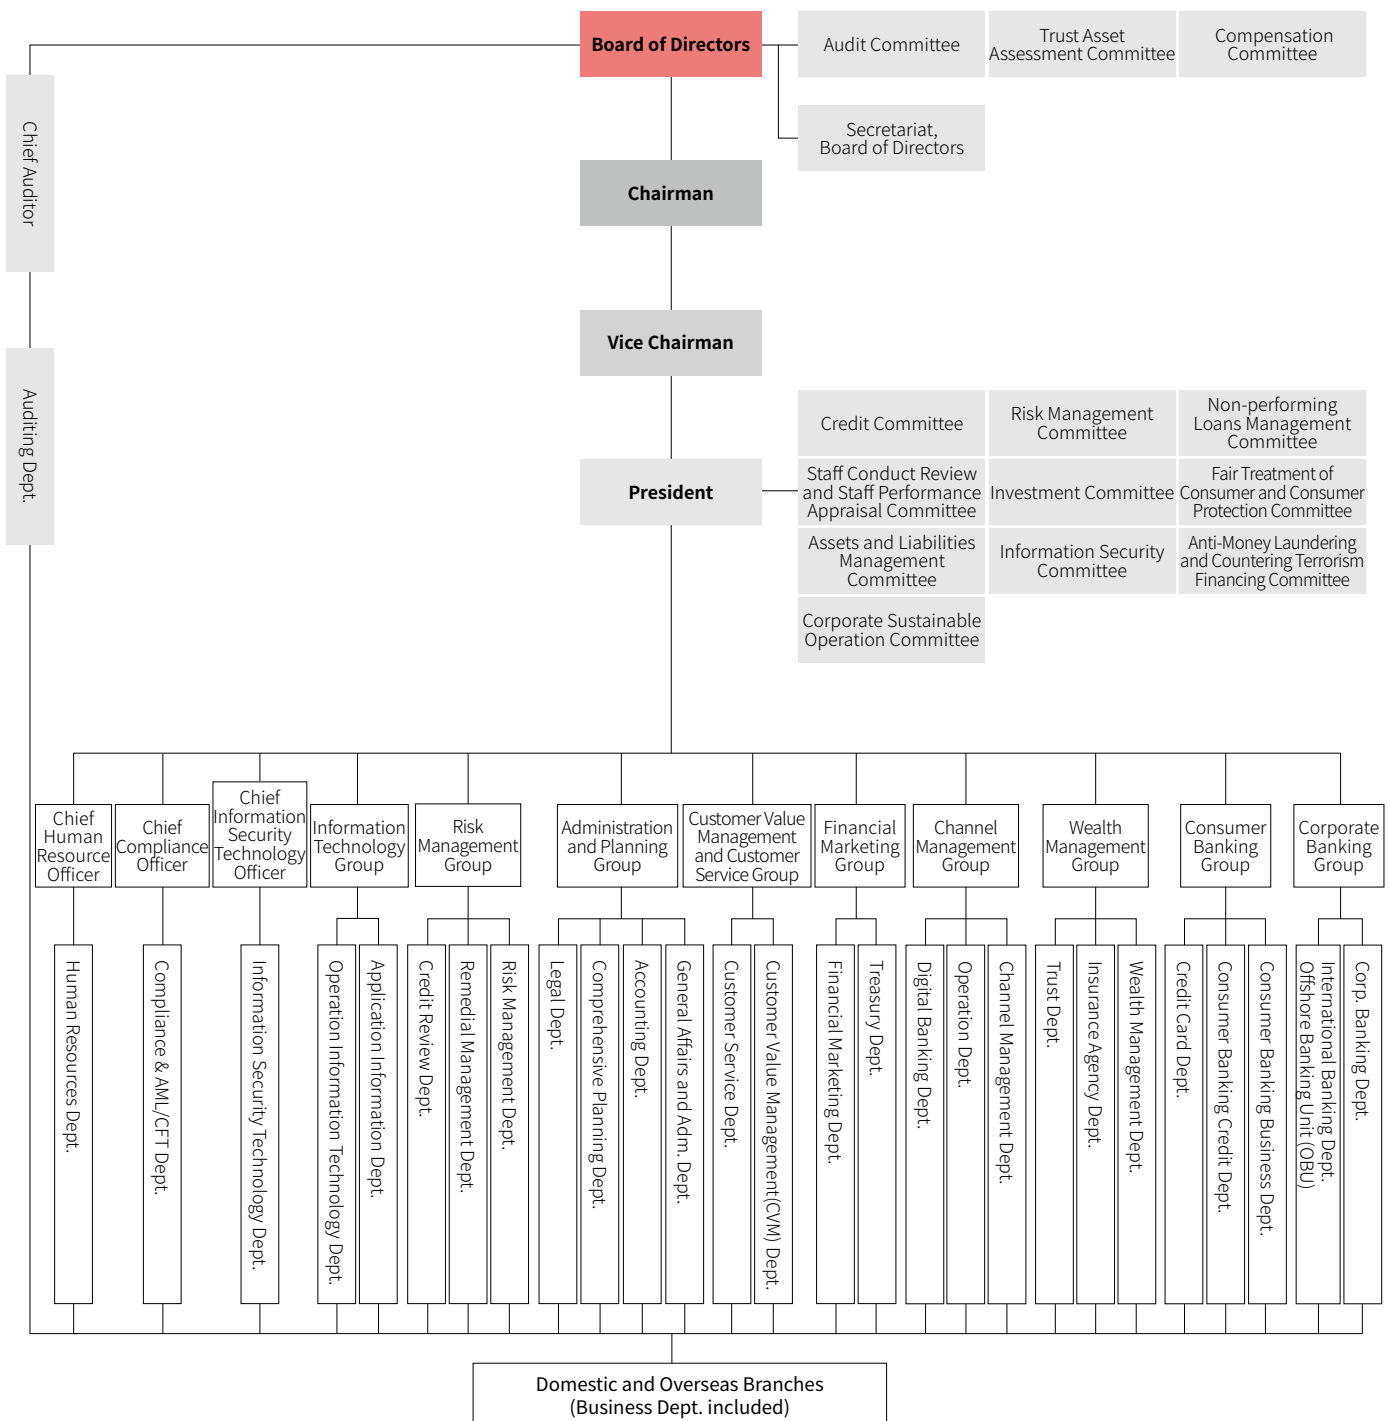 Board of Directors
Audit Committee
Trust Asset
Assessment Committee
Compensation
Committee
Secretariat,
Board of Directors
Chief Auditor
Chairman
Vice Chairman
Auditing Dept.
President
Credit Committee
Risk Management
Committee
Non-performing
Loans Management
Committee
Staff Conduct Review
and Staff Performance
Appraisal Committee
Investment Committee
Fair Treatment of
Consumer and Consumer
Protection Committee
Assets and Liabilities
Management
Committee
Information Security
Committee
Anti-Money Laundering
and Countering Terrorism
Financing Committee
Corporate Sustainable
Operation Committee
Chief
Human
Resource
Officer
Chief
Compliance
Officer
Chief
Information
Security
Technology
Officer
Information
Technology
Group
Risk
Management
Group
Administration
and Planning
Group
Customer Value
Management
and Customer
Service Group
Financial
Marketing
Group
Channel
Management
Group
Wealth
Management
Group
Consumer
Banking
Group
Corporate
Banking
Group
Human Resources Dept.
Compliance & AML/CFT Dept.
Information Security Technology Dept.
Operation Information Technology Dept.
Application Information Dept.
Credit Review Dept.
Remedial Management Dept.
Risk Management Dept.
Legal Dept.
Comprehensive Planning Dept.
Accounting Dept.
General Affairs and Adm. Dept.
Customer Service Dept.
Customer Value Management(CVM) Dept.
Financial Marketing Dept.
Treasury Dept.
Digital Banking Dept.
Operation Dept.
Channel Management Dept.
Trust Dept.
Insurance Agency Dept.
Wealth Management Dept.
Credit Card Dept.
Consumer Banking Credit Dept.
Consumer Banking Business Dept.
International Banking Dept.
Offshore Banking Unit (OBU)
Corp. Banking Dept.
Domestic and Overseas Branches
(Business Dept. included)